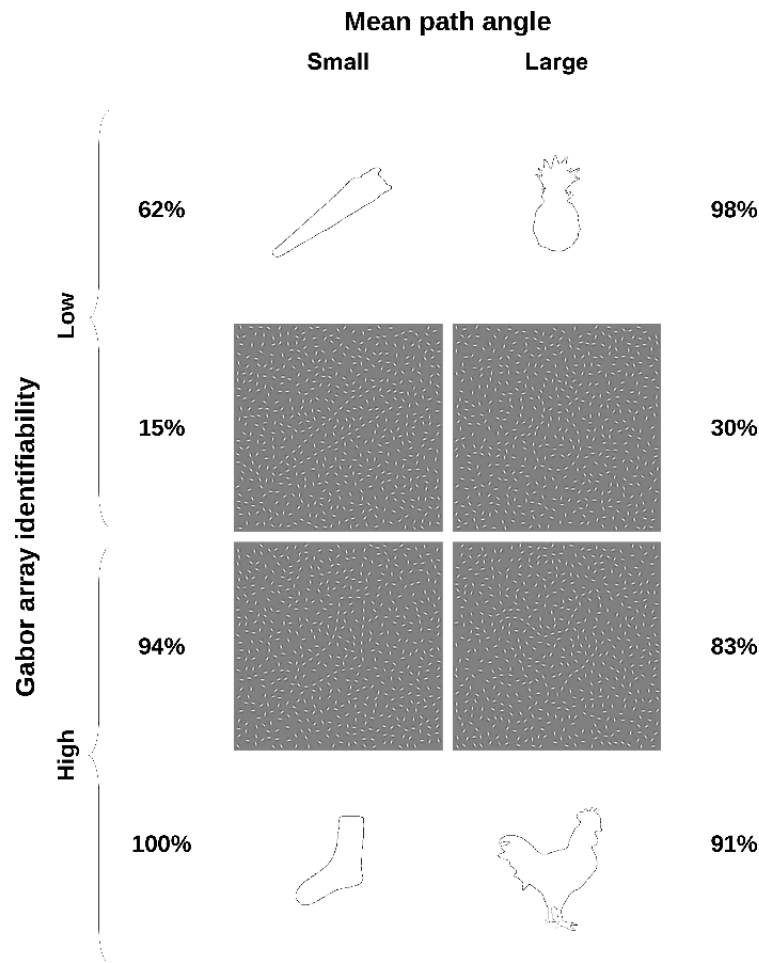 Mean path angle
Small Large
62% 98%
Low
15% 30%
Gabor array identifiability
94% 83%
High
100% 91%